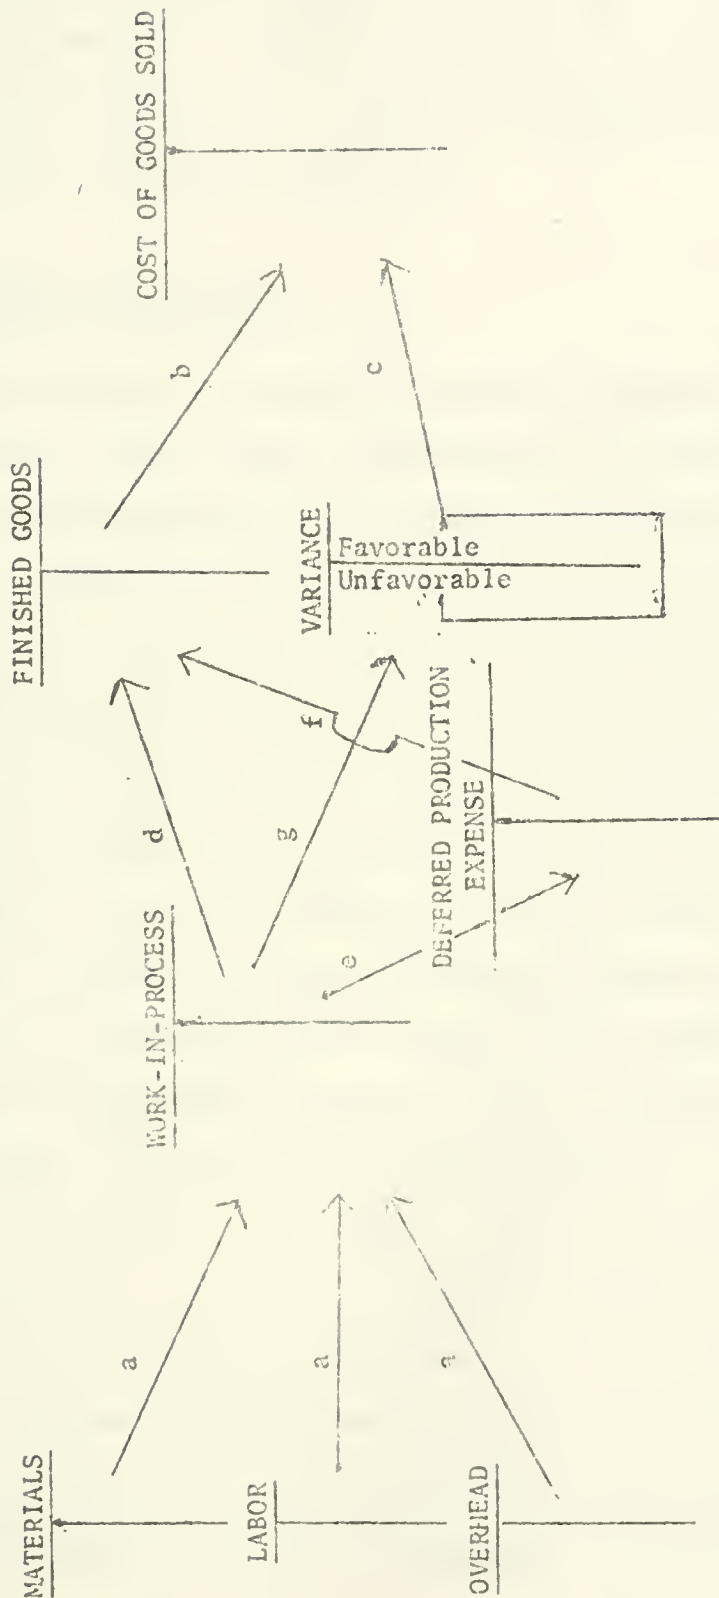 MATERIALS
LABOR
OVERHEAD
a
a
a
WORK-IN-PROCESS
d
g
e
DEFERRED PRODUCTION
EXPENSE
f
FINISHED GOODS
VARIANCE
Unfavorable
Favorable
b
c
COST OF GOODS SOLD